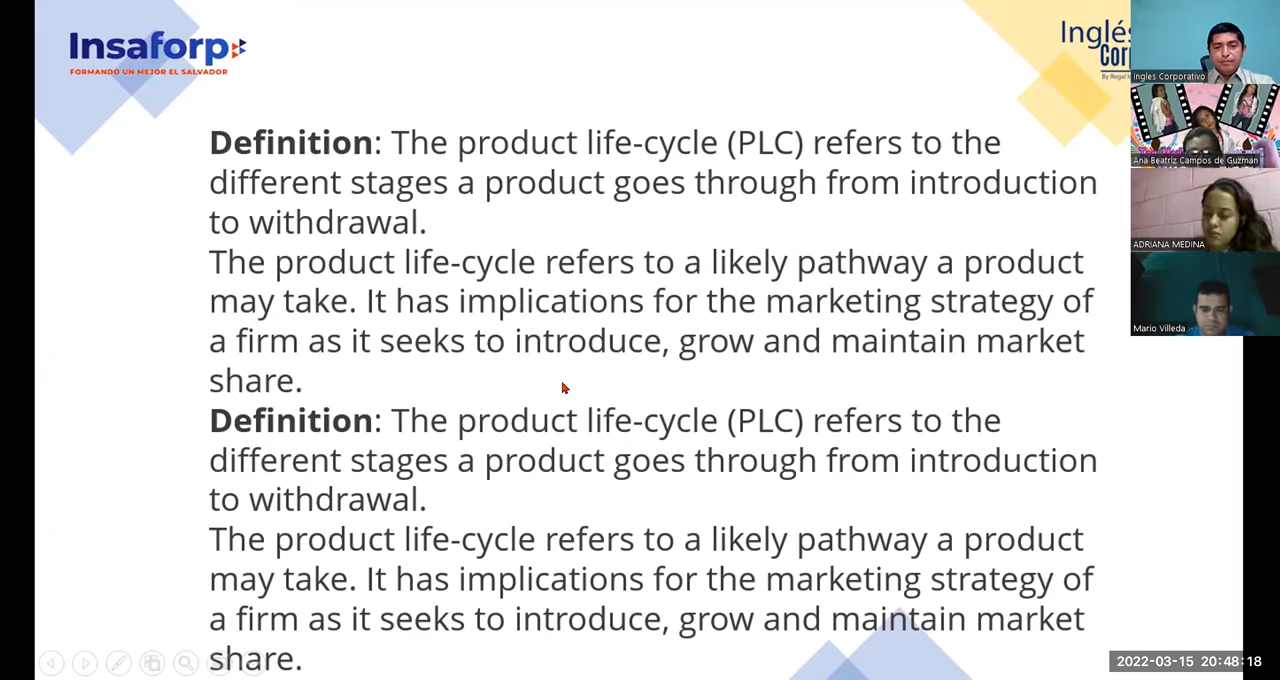 Insaforp
FORMANDO UN MEJOR EL SALVADOR
Inglés
Cor
By Regal
Ingles Corporativo
Ana Beatriz Campos de Guzman
ADRIANA MEDINA
Mario Villeda
Definition: The product life-cycle (PLC) refers to the
different stages a product goes through from introduction
to withdrawal.
The product life-cycle refers to a likely pathway a product
may take. It has implications for the marketing strategy of
a firm as it seeks to introduce, grow and maintain market
share.
Definition: The product life-cycle (PLC) refers to the
different stages a product goes through from introduction
to withdrawal.
The product life-cycle refers to a likely pathway a product
may take. It has implications for the marketing strategy of
a firm as it seeks to introduce, grow and maintain market
share.
2022-03-15 20:48:18